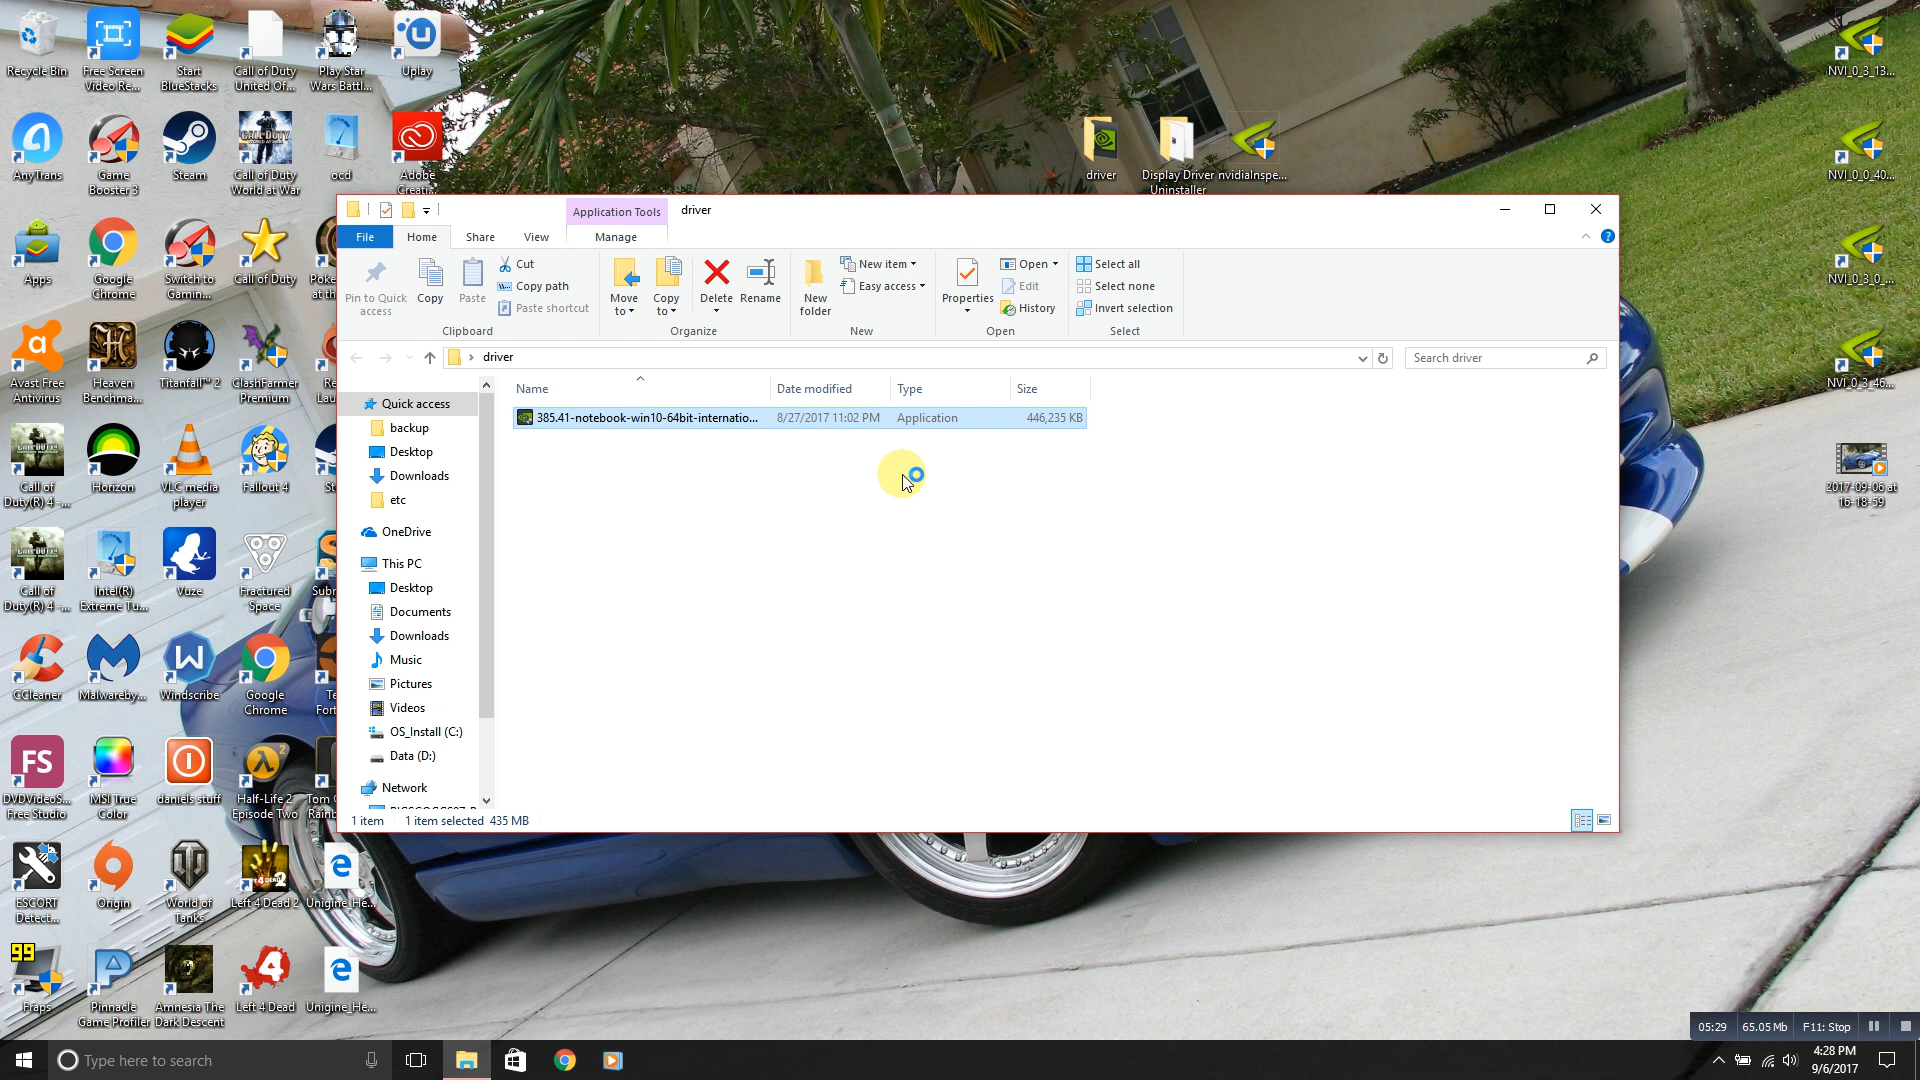 Recycle Bin
Free Screen
Video Re...
Start
BlueStacks
Call of Duty
United Of...
Play Star
Wars Battl...
Uplay
AnyTrans
Game
Booster 3
Steam
Call of Duty
World at War
ocd
Adobe
Creati...
driver
Display Driver
Uninstaller
nvidiaInspe...
NVI_0_3_13...
NVI_0_0_40...
NVI_0_3_0_...
NVI_0_3_46...
2017-09-06 at
16-18-59
Apps
Google
Chrome
Switch to
Gamin...
Call of Duty
Poke
at th
Avast Free
Antivirus
Heaven
Benchma...
Titanfall™ 2
ClashFarmer
Premium
Re
Lau
Call of
Duty(R) 4 -...
Horizon
VLC media
player
Fallout 4
St
Call of
Duty(R) 4 -...
Intel(R)
Extreme Tu...
Vuze
Fractured
Space
Subr
CCleaner
Malwareby...
Windscribe
Google
Chrome
Te
Fort
DVDVideoS...
Free Studio
MSI True
Color
daniels stuff
Half-Life 2
Episode Two
Tom C
Rainb
ESCORT
Detect...
Origin
World of
Tanks
Left 4 Dead 2
Unigine_He...
Fraps
Pinnacle
Game Profiler
Amnesia The
Dark Descent
Left 4 Dead
Unigine_He...
Application Tools
driver
File
Home
Share
View
Manage
Pin to Quick
access
Copy
Paste
Cut
Copy path
Paste shortcut
Clipboard
Move
to
Copy
to
Delete
Rename
Organize
New
folder
New item
Easy access
New
Properties
Open
Edit
History
Open
Select all
Select none
Invert selection
Select
driver
Search driver
Name
Date modified
Type
Size
385.41-notebook-win10-64bit-internatio...
8/27/2017 11:02 PM
Application
446,235 KB
Quick access
backup
Desktop
Downloads
etc
OneDrive
This PC
Desktop
Documents
Downloads
Music
Pictures
Videos
OS_Install (C:)
Data (D:)
Network
1 item
1 item selected 435 MB
05:29
65.05 Mb
F11: Stop
Type here to search
4:28 PM
9/6/2017